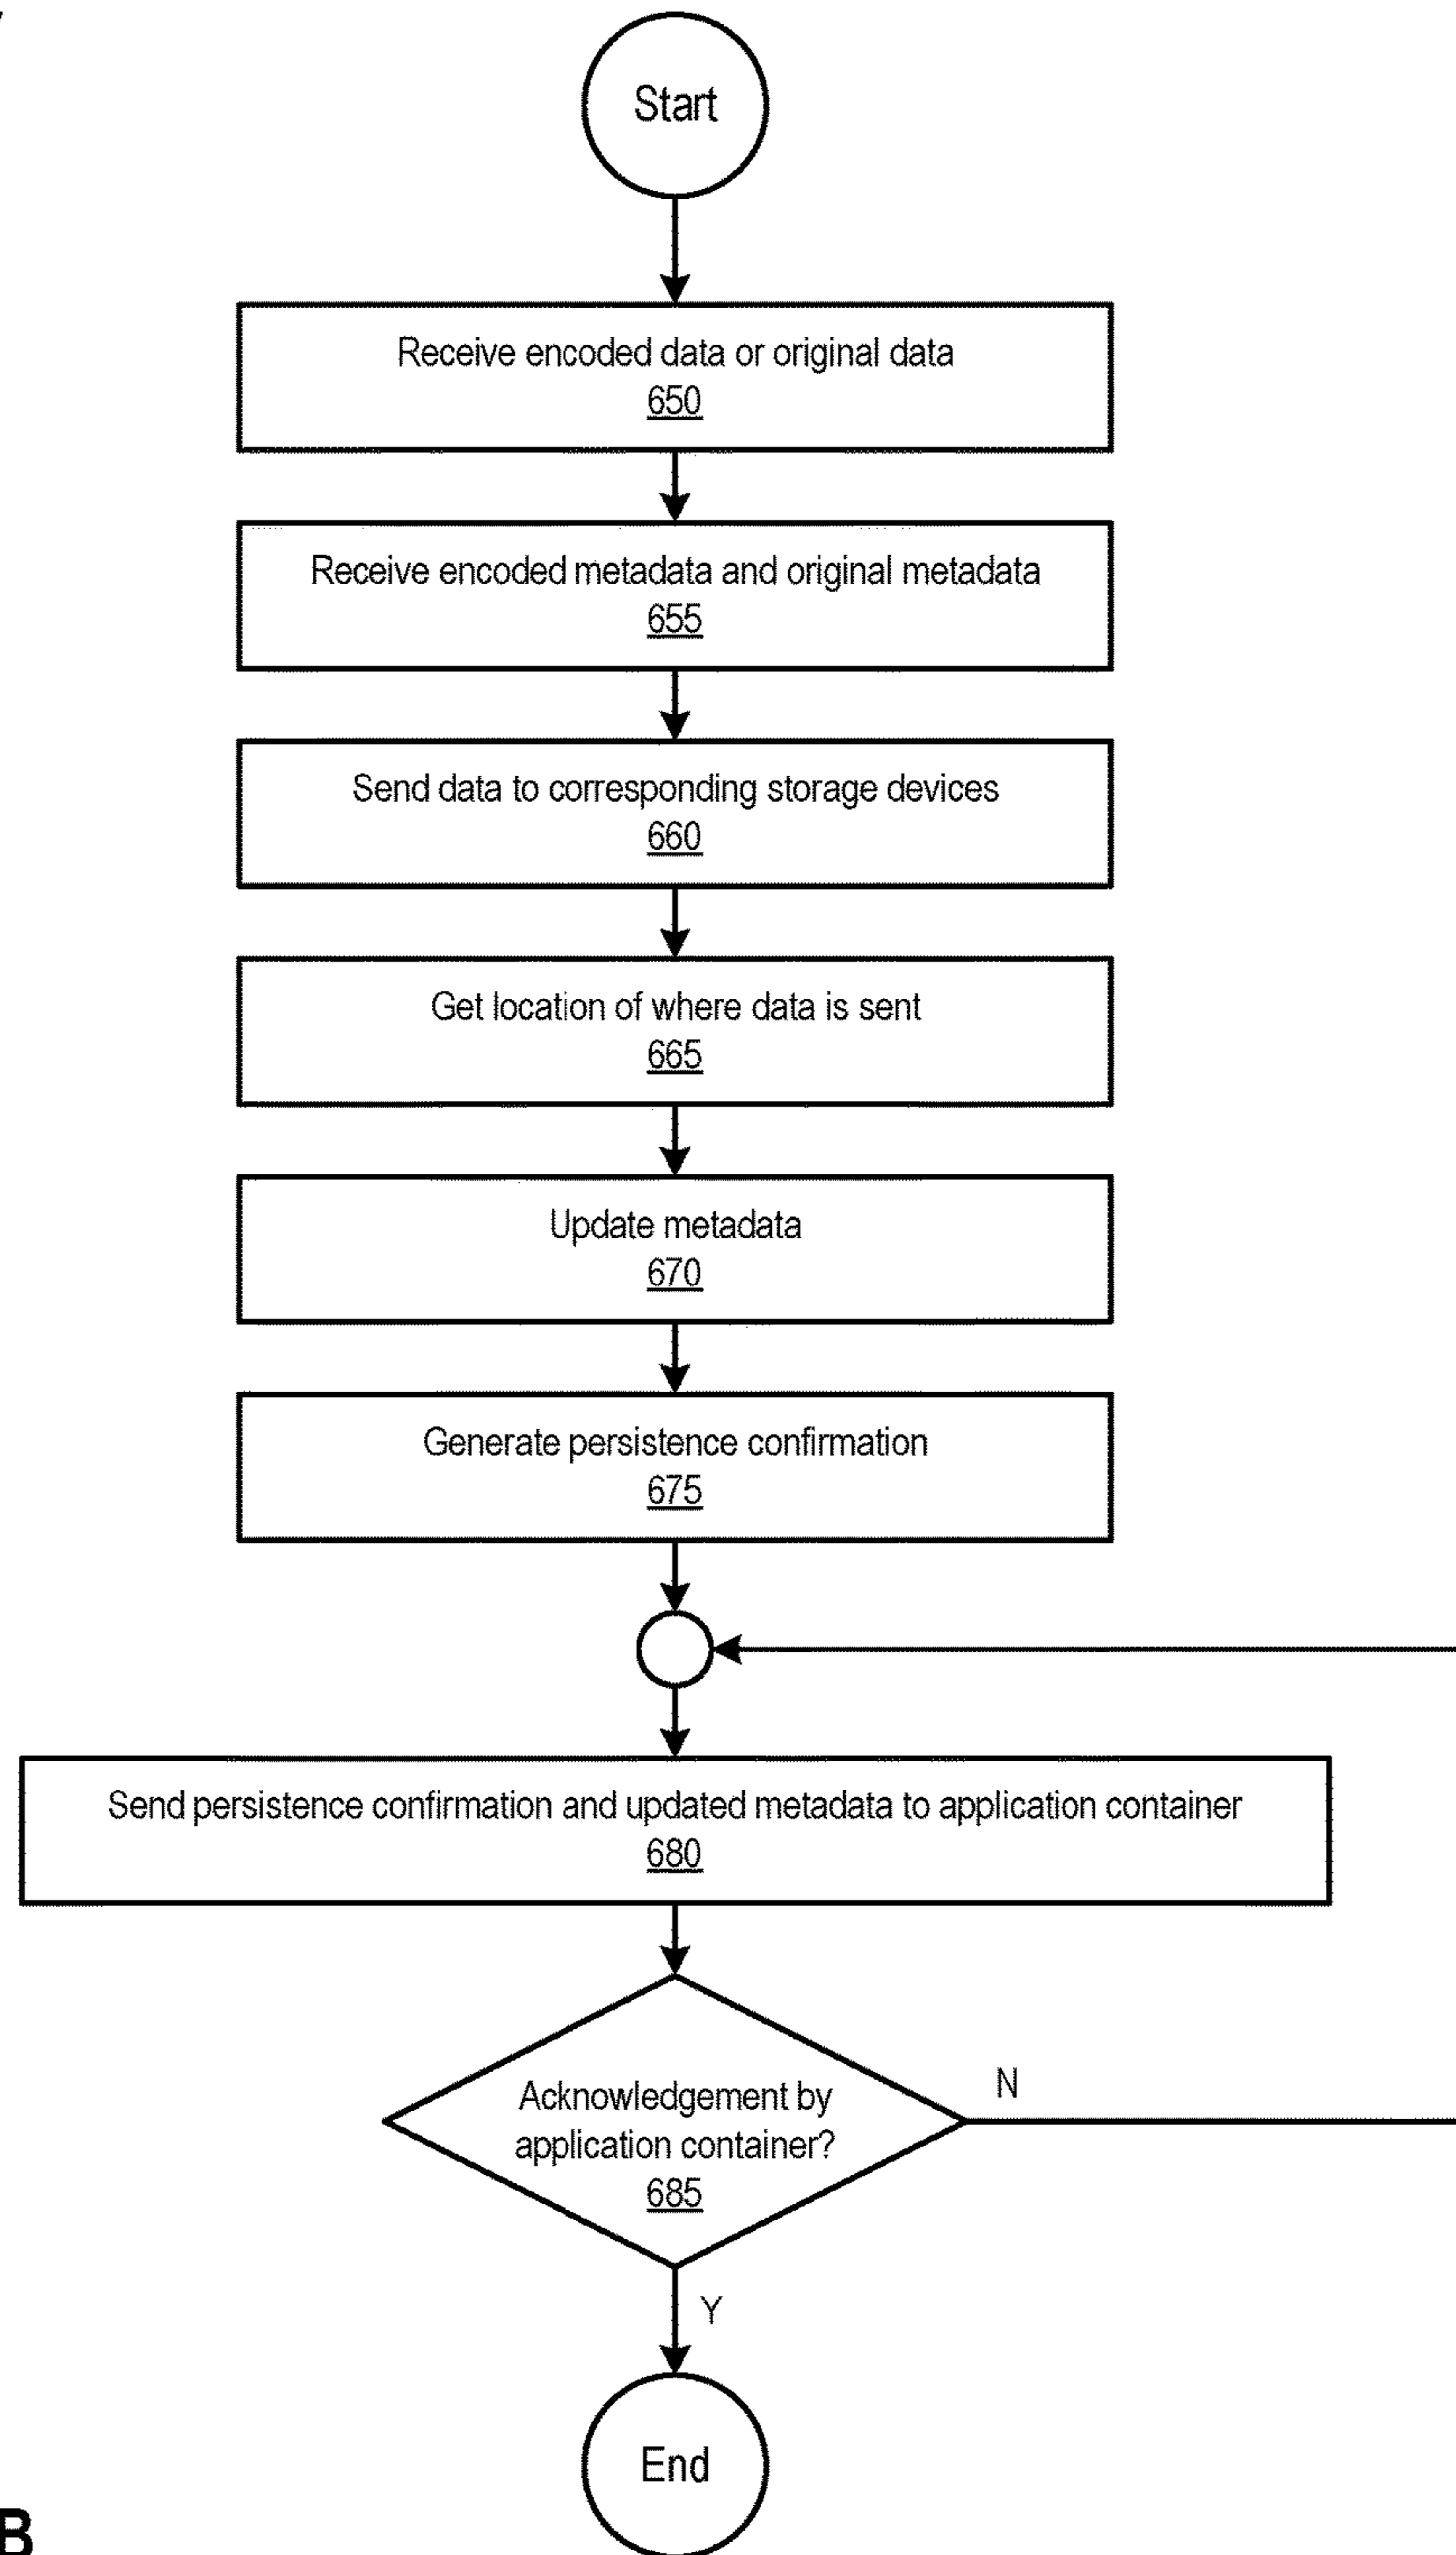 Start
Receive encoded data or original data
650
Receive encoded metadata and original metadata
655
Send data to corresponding storage devices
660
Get location of where data is sent
665
Update metadata
670
Generate persistence confirmation
675
Send persistence confirmation and updated metadata to application container
680
Acknowledgement by
application container?
685
N
Y
End
B